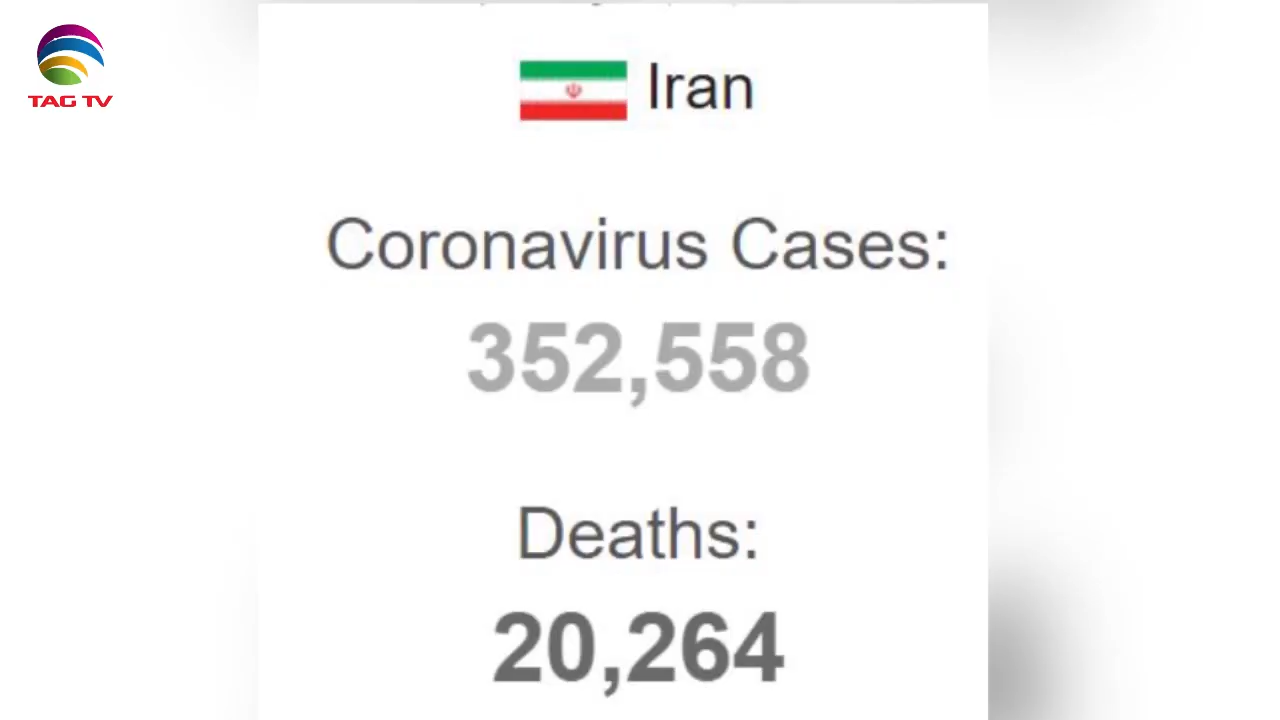 TAG TV
Iran
Coronavirus Cases:
352,558
Deaths:
20,264